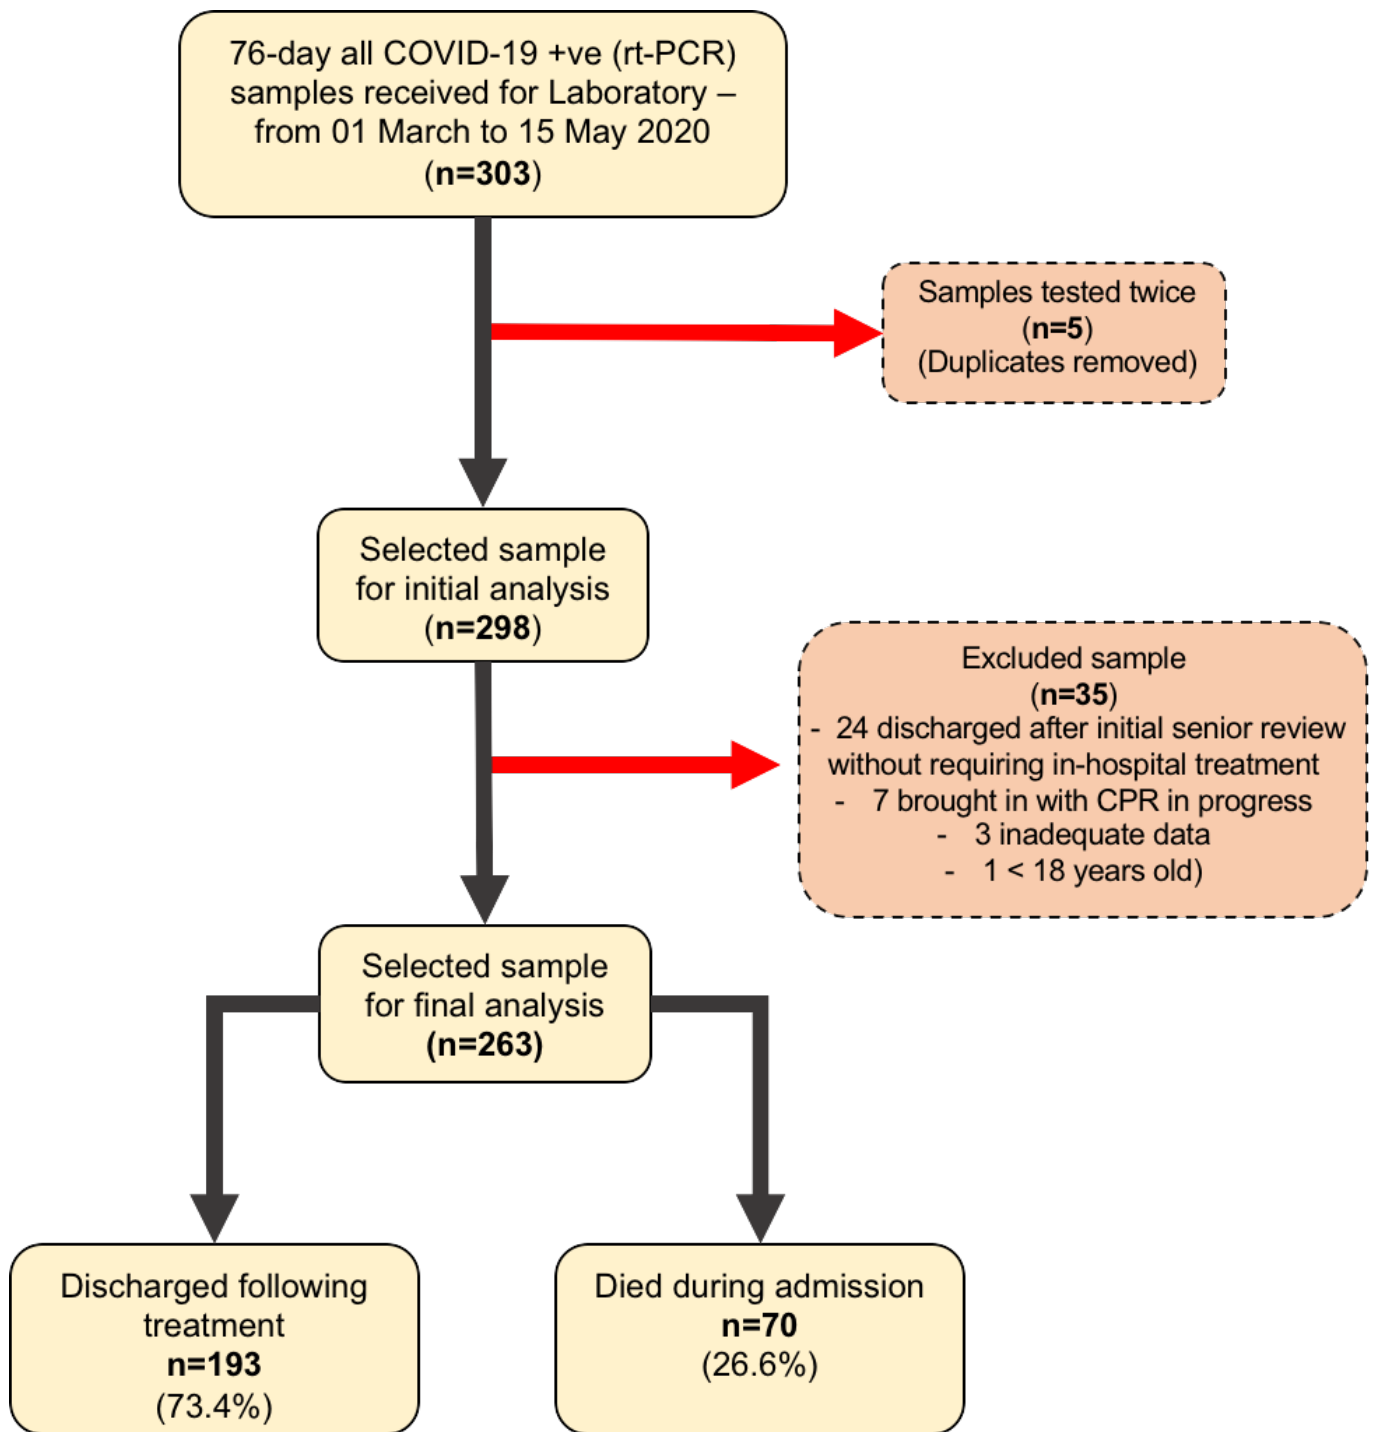 76-day all COVID-19 +ve (rt-PCR)
samples received for Laboratory –
from 01 March to 15 May 2020
(n=303)
Samples tested twice
(n=5)
(Duplicates removed)
Selected sample
for initial analysis
(n=298)
Excluded sample
(n=35)
- 24 discharged after initial senior review
without requiring in-hospital treatment
- 7 brought in with CPR in progress
- 3 inadequate data
- 1 < 18 years old)
Selected sample
for final analysis
(n=263)
Discharged following
treatment
n=193
(73.4%)
Died during admission
n=70
(26.6%)